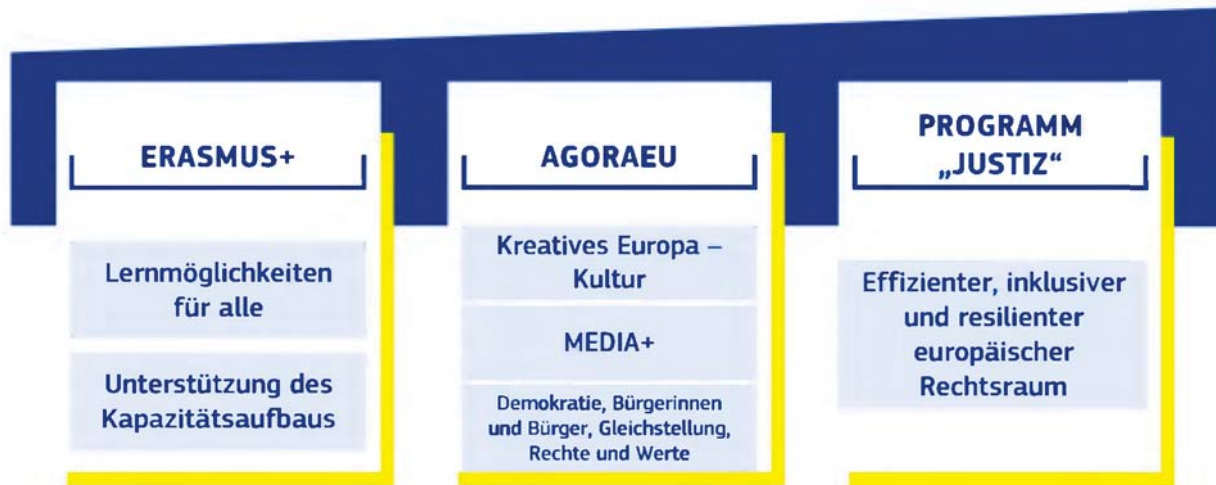 ERASMUS+
Lernmöglichkeiten
für alle
Unterstützung des
Kapazitätsaufbaus
AGORAEU
Kreatives Europa –
Kultur
MEDIA+
Demokratie, Bürgerinnen
und Bürger, Gleichstellung,
Rechte und Werte
PROGRAMM
„JUSTIZ“
Effizienter, inklusiver
und resilienter
europäischer
Rechtsraum